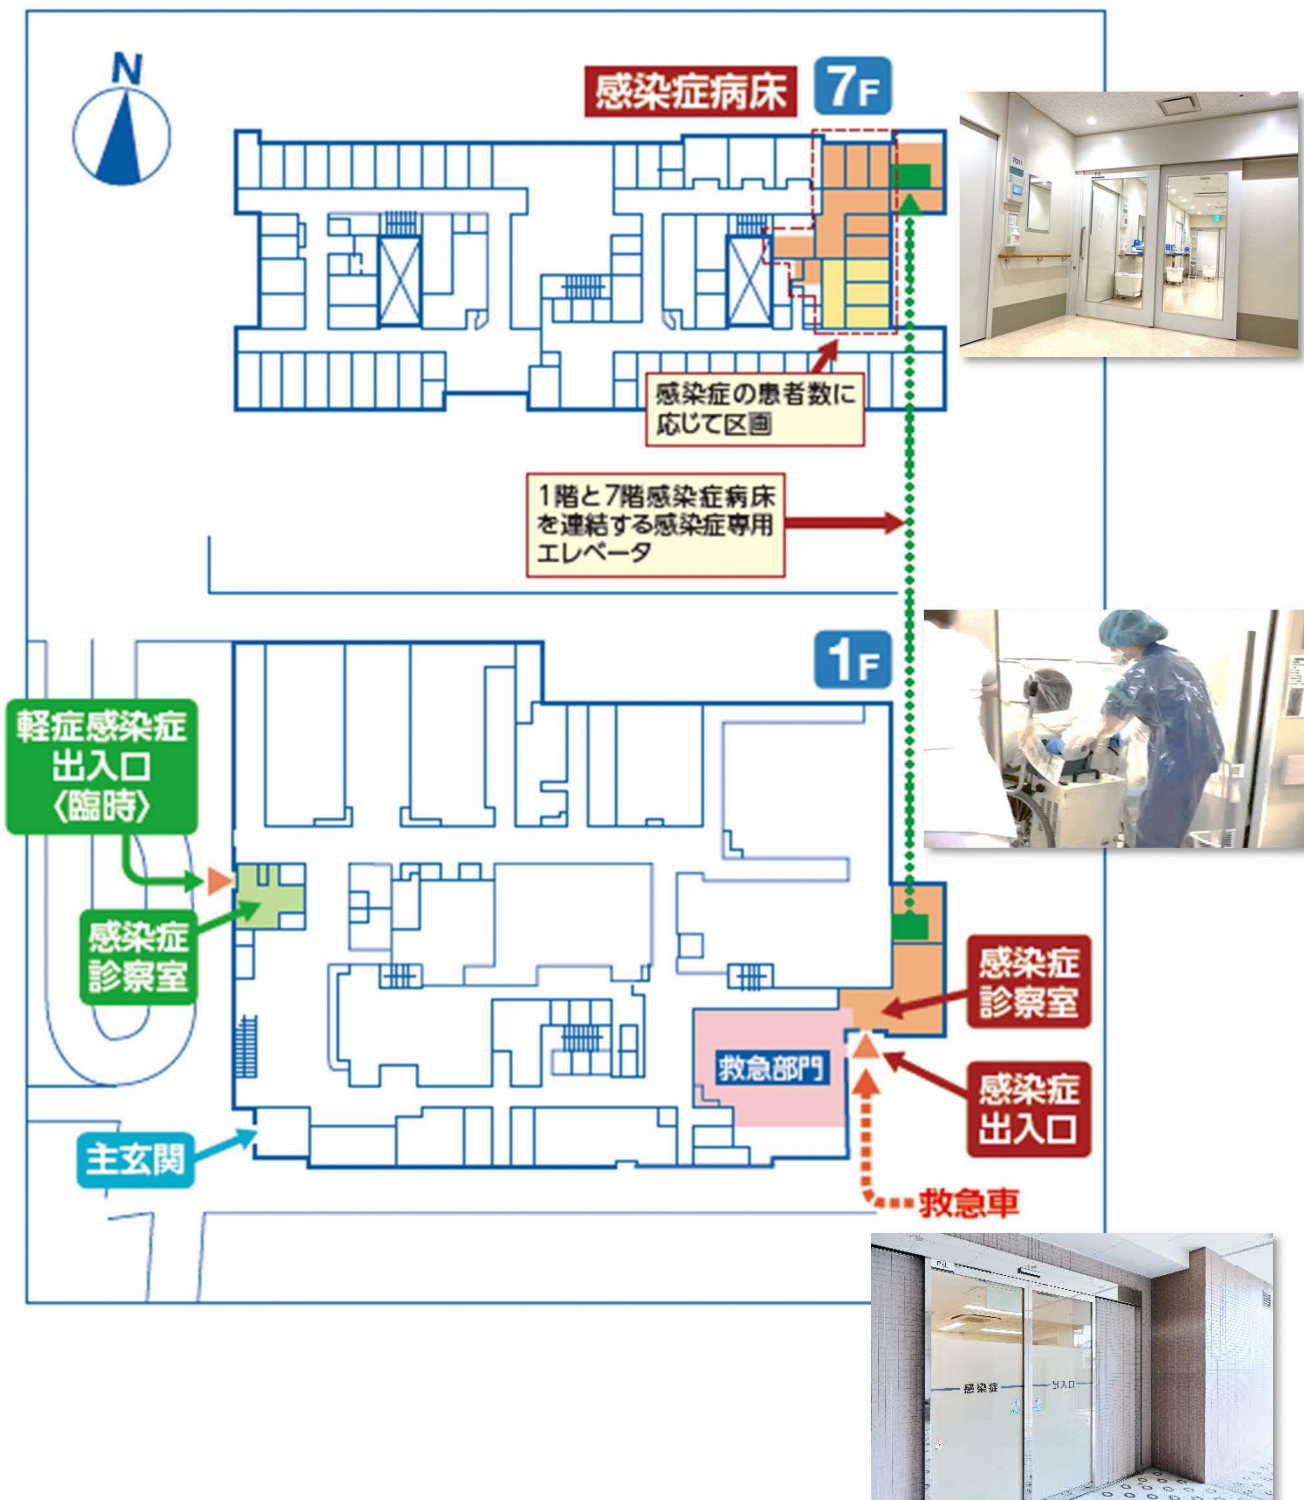 N
感染症病床
7F
7011
感染症の患者数に
応じて区画
1階と7階感染症病床
を連結する感染症専用
エレベータ
1F
軽症感染症
出入口
〈臨時〉
感染症
診察室
感染症
診察室
救急部門
感染症
出入口
主玄関
救急車
感染症
出入口